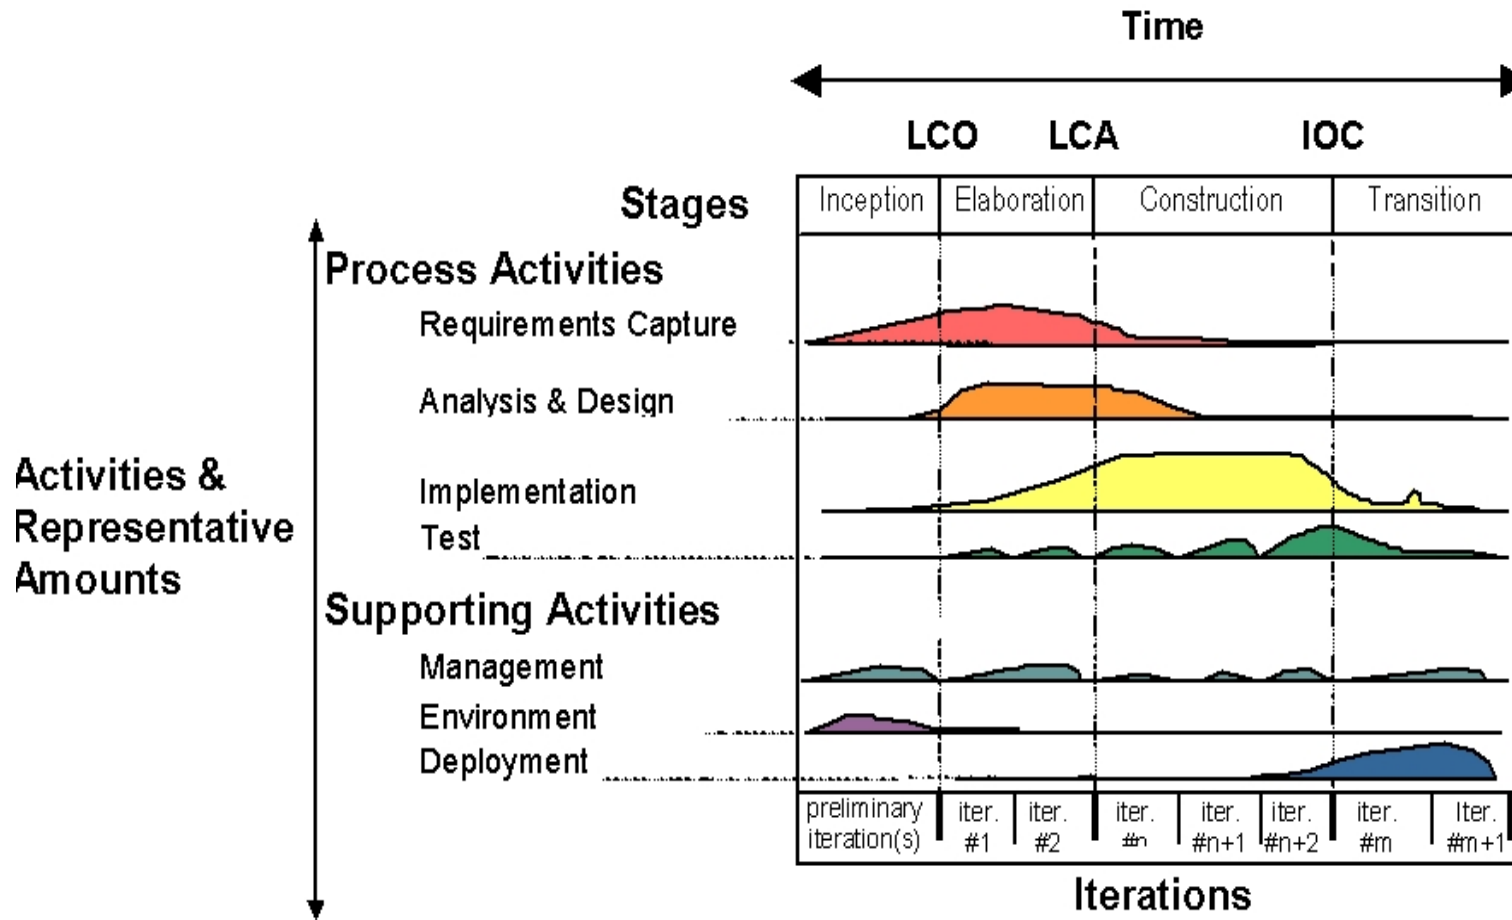 Time
LCO LCA IOC
Stages Inception Elaboration Construction Transition
Process Activities
Requirements Capture
Analysis & Design
Activities &
Representative
Amounts
Implementation
Test
Supporting Activities
Management
Environment
Deployment
preliminary
iteration(s)
iter.
#1
iter.
#2
iter.
#n
iter.
#n+1
iter.
#n+2
iter.
#m
Iter.
#m+1
Iterations